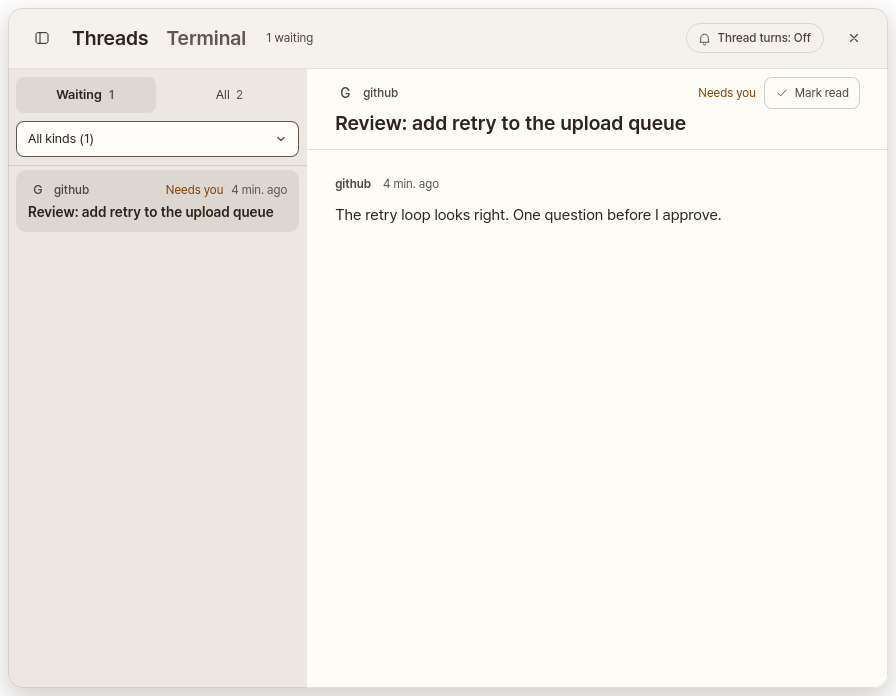 Threads Terminal 1 waiting Thread turns: Off
Waiting 1 All 2
All kinds (1)
G github Needs you 4 min. ago
Review: add retry to the upload queue
G github Needs you Mark read
Review: add retry to the upload queue
github 4 min. ago
The retry loop looks right. One question before I approve.